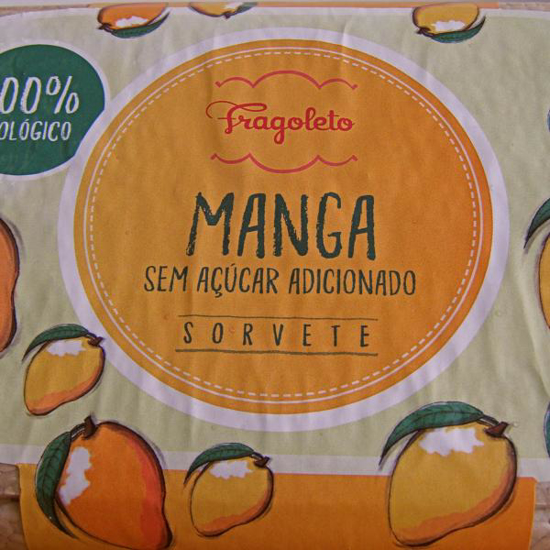 00%
OLÓGICO
Fragoleto
MANGA
SEM AÇÚCAR ADICIONADO
SORVETE